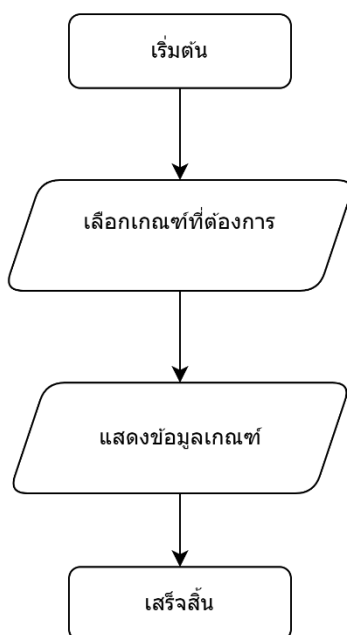 เริ่มต้น
เลือกเกณฑ์ที่ต้องการ
แสดงข้อมูลเกณฑ์
เสร็จสิ้น